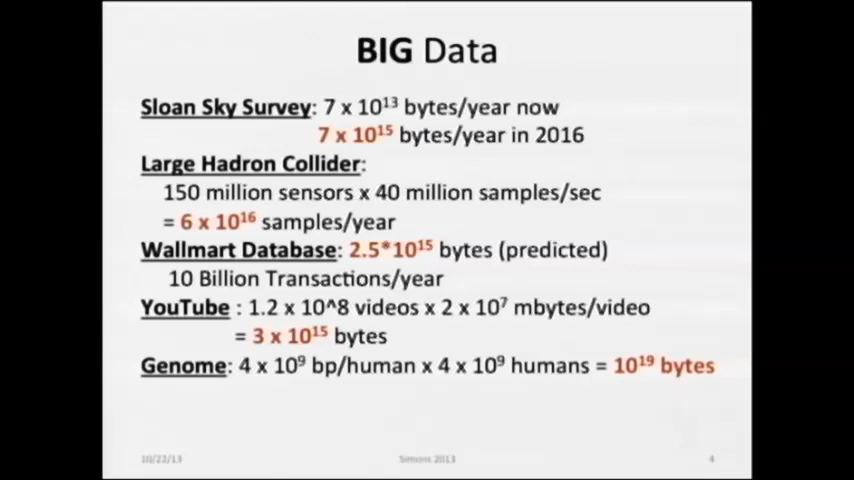 BIG Data
Sloan Sky Survey: 7 x 10¹³ bytes/year now
7 x 10¹⁵ bytes/year in 2016
Large Hadron Collider:
150 million sensors x 40 million samples/sec
= 6 x 10¹⁶ samples/year
Wallmart Database: 2.5*10¹⁵ bytes (predicted)
10 Billion Transactions/year
YouTube : 1.2 x 10^8 videos x 2 x 10⁷ mbytes/video
= 3 x 10¹⁵ bytes
Genome: 4 x 10⁹ bp/human x 4 x 10⁹ humans = 10¹⁹ bytes
10/22/13 Simons 2013 4